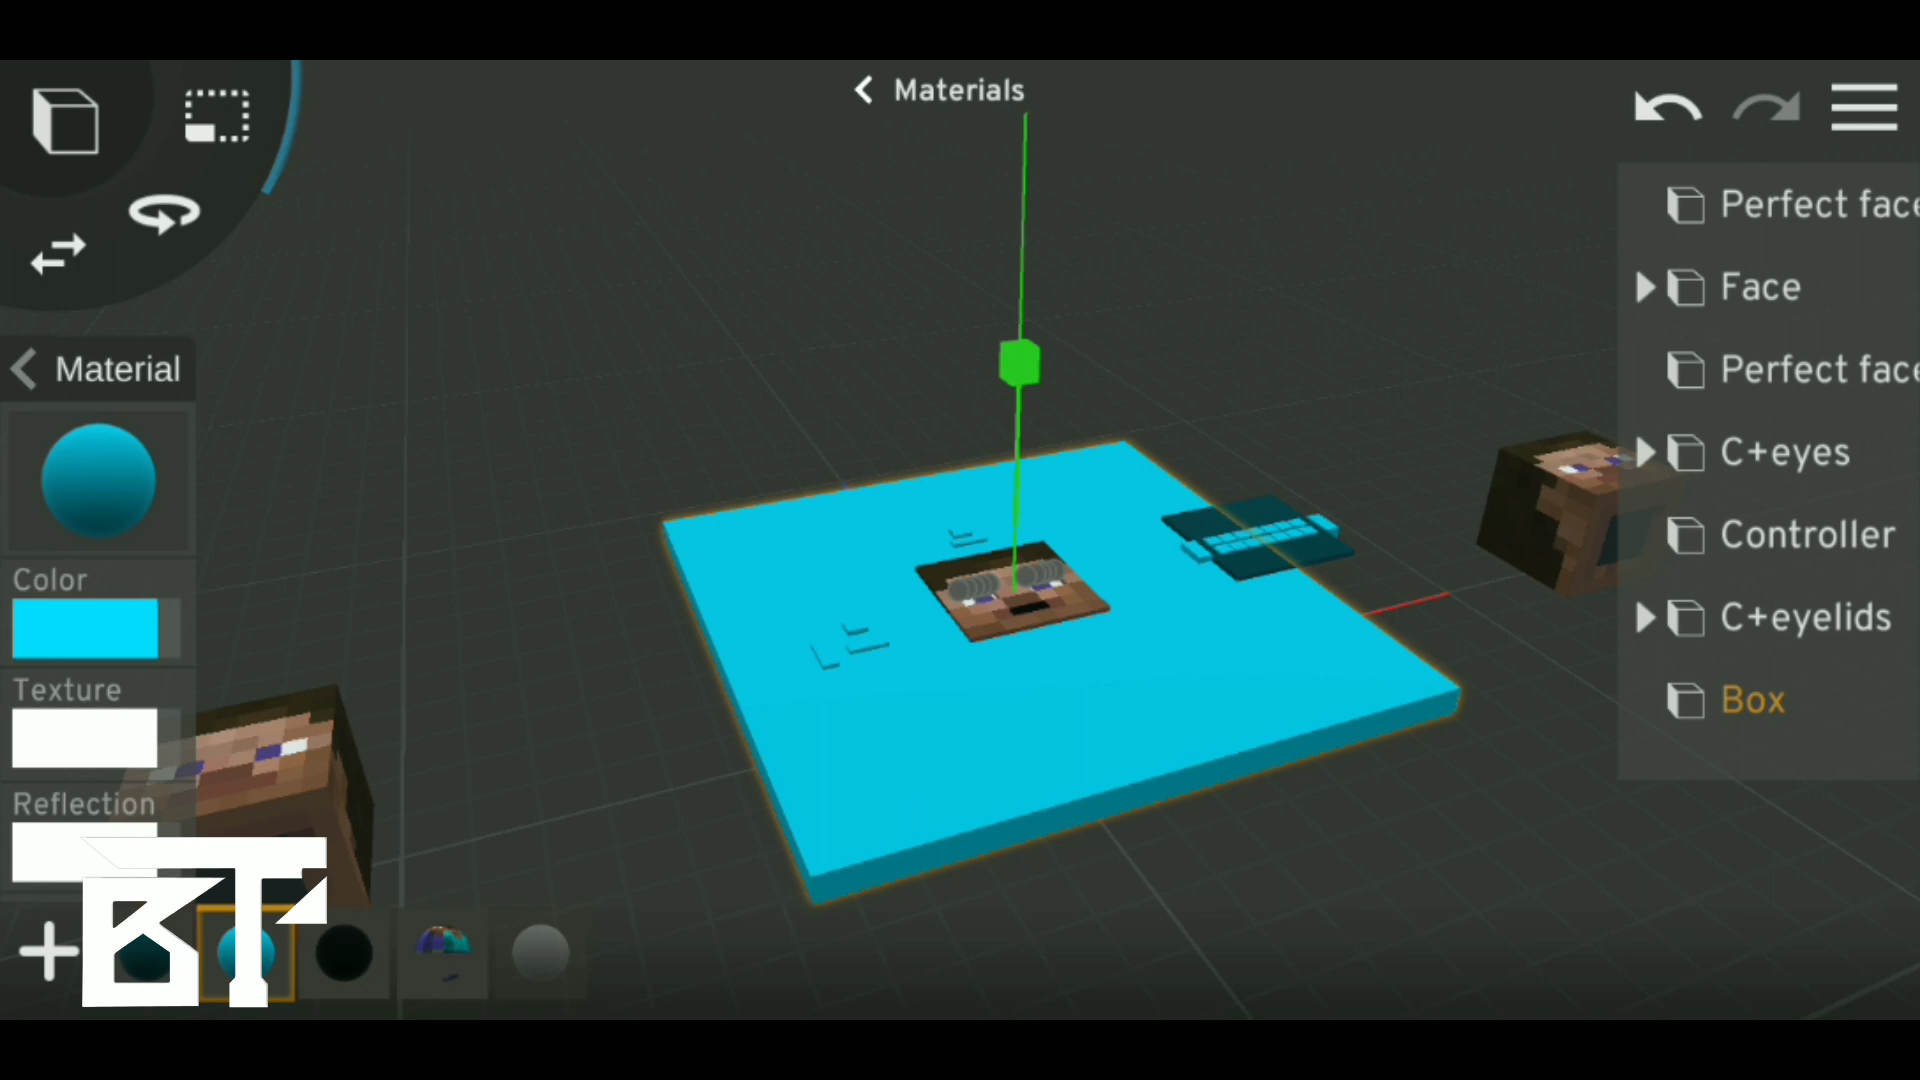 Materials
Material
Color
Texture
Reflection
Perfect face
Face
Perfect face
C+eyes
Controller
C+eyelids
Box
BT